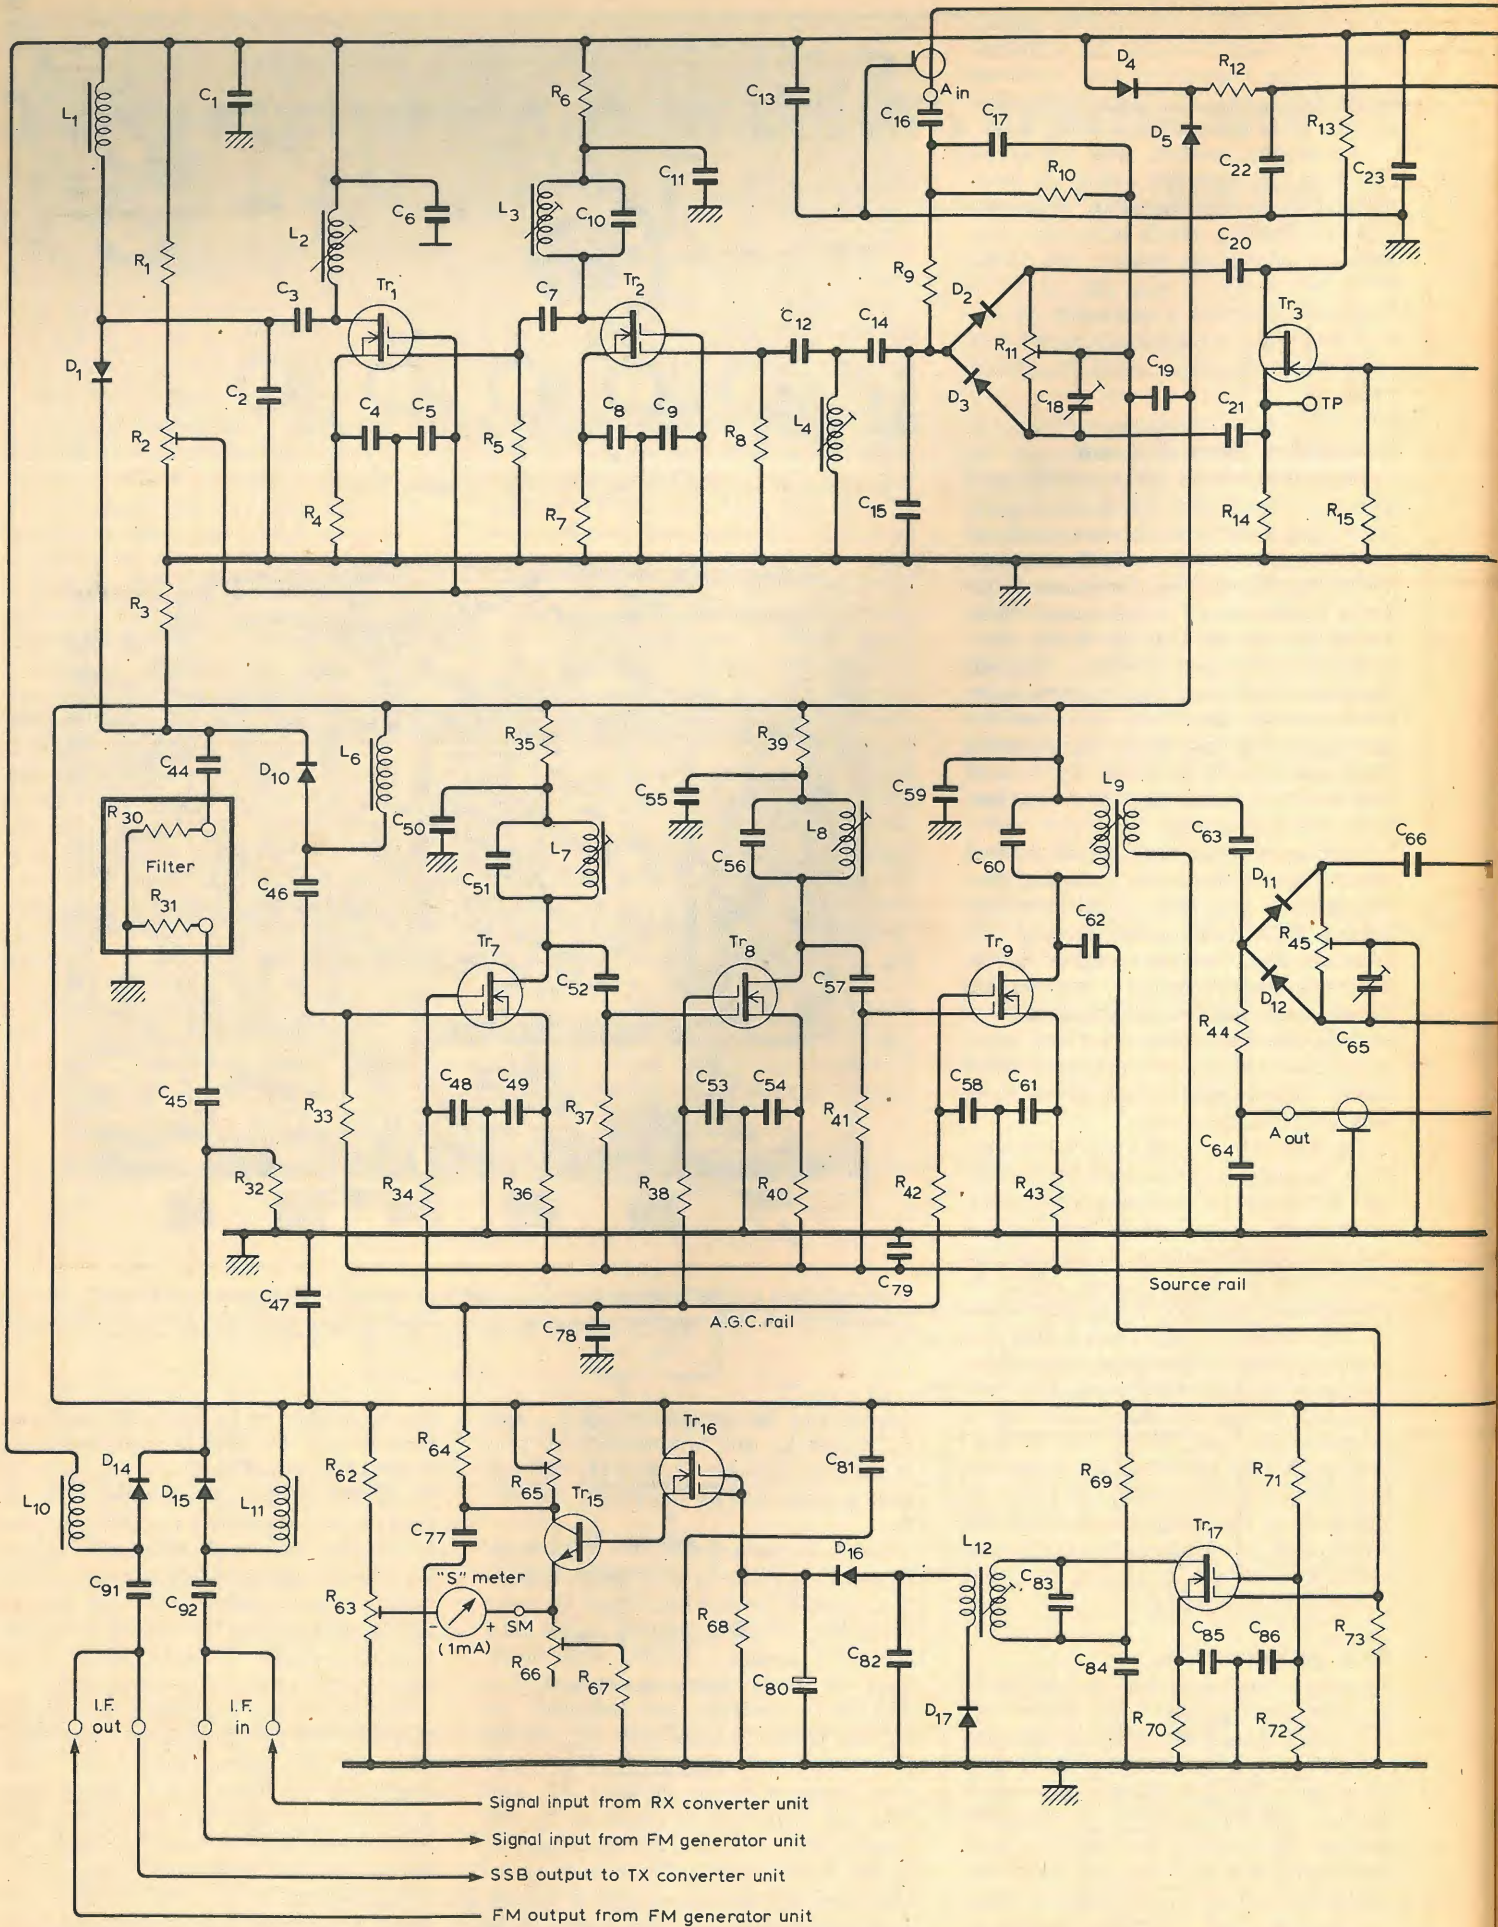 D4
R12
L1
C1
R6
C13
A in
C16
C17
D5
R13
C22
C23
C11
R10
L3
C10
C6
L2
C20
R1
R9
C3
Tr1
C7
Tr2
D2
Tr3
C12
C14
R11
D1
C19
C2
D3
C18
C21
TP
R2
C4
C5
R5
C8
C9
R8
L4
R4
R7
C15
R14
R15
R3
R35
R39
C44
D10
L6
C55
C59
L9
R30
C50
L7
C56
L8
C60
C63
C66
Filter
C51
C46
D11
R31
C62
R45
Tr7
Tr8
Tr9
C52
C57
D12
R44
C65
C45
C48
C49
C53
C54
C58
C61
R33
R37
R41
A out
C64
R32
R34
R36
R38
R40
R42
R43
C79
C47
Source rail
C78
A.G.C. rail
Tr16
D14
R64
R62
R65
C81
R69
R71
L10
D15
L11
Tr15
C77
Tr17
D16
L12
C91
C92
"S" meter
C83
R63
- + SM
(1mA)
R68
R66
R67
C80
C82
C85
C86
R73
C84
I.F. out
I.F. in
D17
R70
R72
Signal input from RX converter unit
Signal input from FM generator unit
SSB output to TX converter unit
FM output from FM generator unit